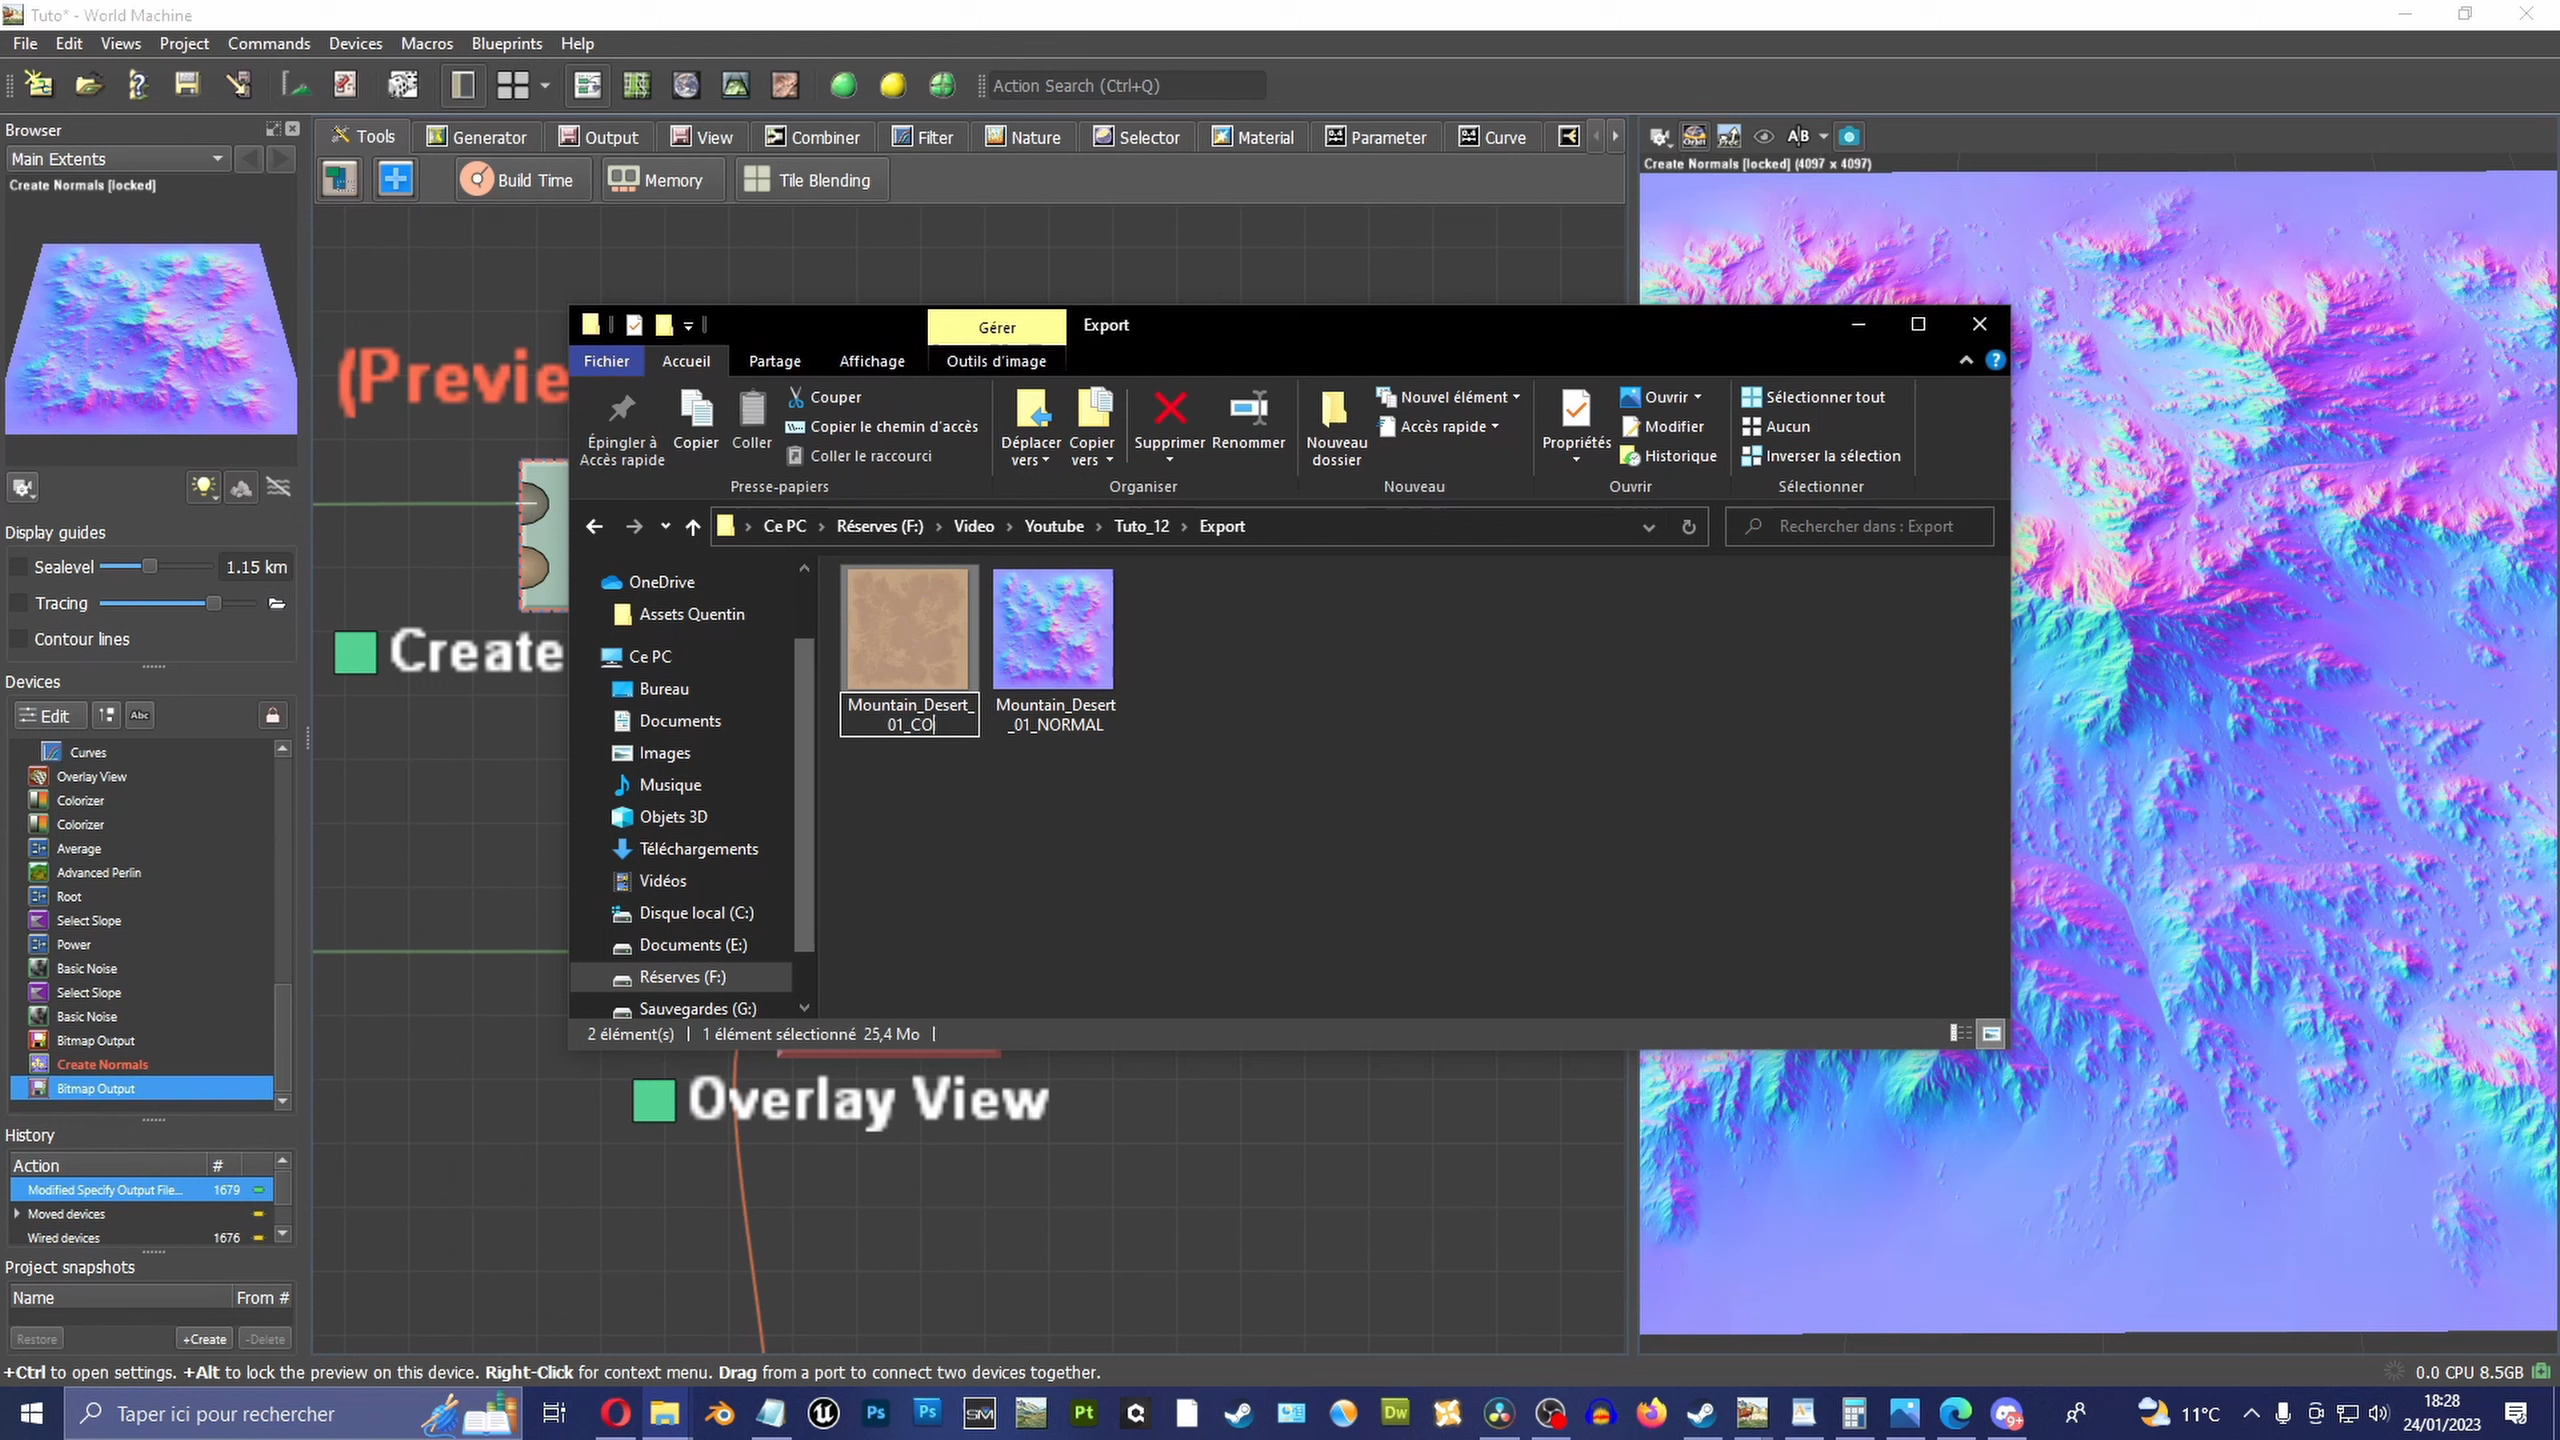 Tuto* - World Machine
File Edit Views Project Commands Devices Macros Blueprints Help
Action Search (Ctrl+Q)
Browser
Main Extents
Create Normals [locked]
Tools Generator Output View Combiner Filter Nature Selector Material Parameter Curve
Build Time Memory Tile Blending
A|B
Create Normals [locked] (4097 x 4097)
Display guides
Sealevel 1.15 km
Tracing
Contour lines
Devices
Edit Abc
Curves
Overlay View
Colorizer
Colorizer
Average
Advanced Perlin
Root
Select Slope
Power
Basic Noise
Select Slope
Basic Noise
Bitmap Output
Create Normals
Bitmap Output
History
Action #
Modified Specify Output File... 1679
Moved devices
Wired devices 1676
Project snapshots
Name From #
Restore +Create -Delete
(Previe
Create
Overlay View
Gérer Export
Fichier Accueil Partage Affichage Outils d'image
Épingler à
Accès rapide
Copier
Coller
Couper
Copier le chemin d'accès
Coller le raccourci
Presse-papiers
Déplacer
vers
Copier
vers
Supprimer
Renommer
Organiser
Nouveau
dossier
Nouvel élément
Accès rapide
Nouveau
Propriétés
Ouvrir
Modifier
Historique
Ouvrir
Sélectionner tout
Aucun
Inverser la sélection
Sélectionner
Ce PC > Réserves (F:) > Video > Youtube > Tuto_12 > Export
Rechercher dans : Export
OneDrive
Assets Quentin
Ce PC
Bureau
Documents
Images
Musique
Objets 3D
Téléchargements
Vidéos
Disque local (C:)
Documents (E:)
Réserves (F:)
Sauvegardes (G:)
Mountain_Desert_
01_CO
Mountain_Desert
_01_NORMAL
2 élément(s) 1 élément sélectionné 25,4 Mo
+Ctrl to open settings. +Alt to lock the preview on this device. Right-Click for context menu. Drag from a port to connect two devices together.
0.0 CPU 8.5GB
Taper ici pour rechercher
Ps Ps SM Pt Dw
9+
11°C
18:28
24/01/2023